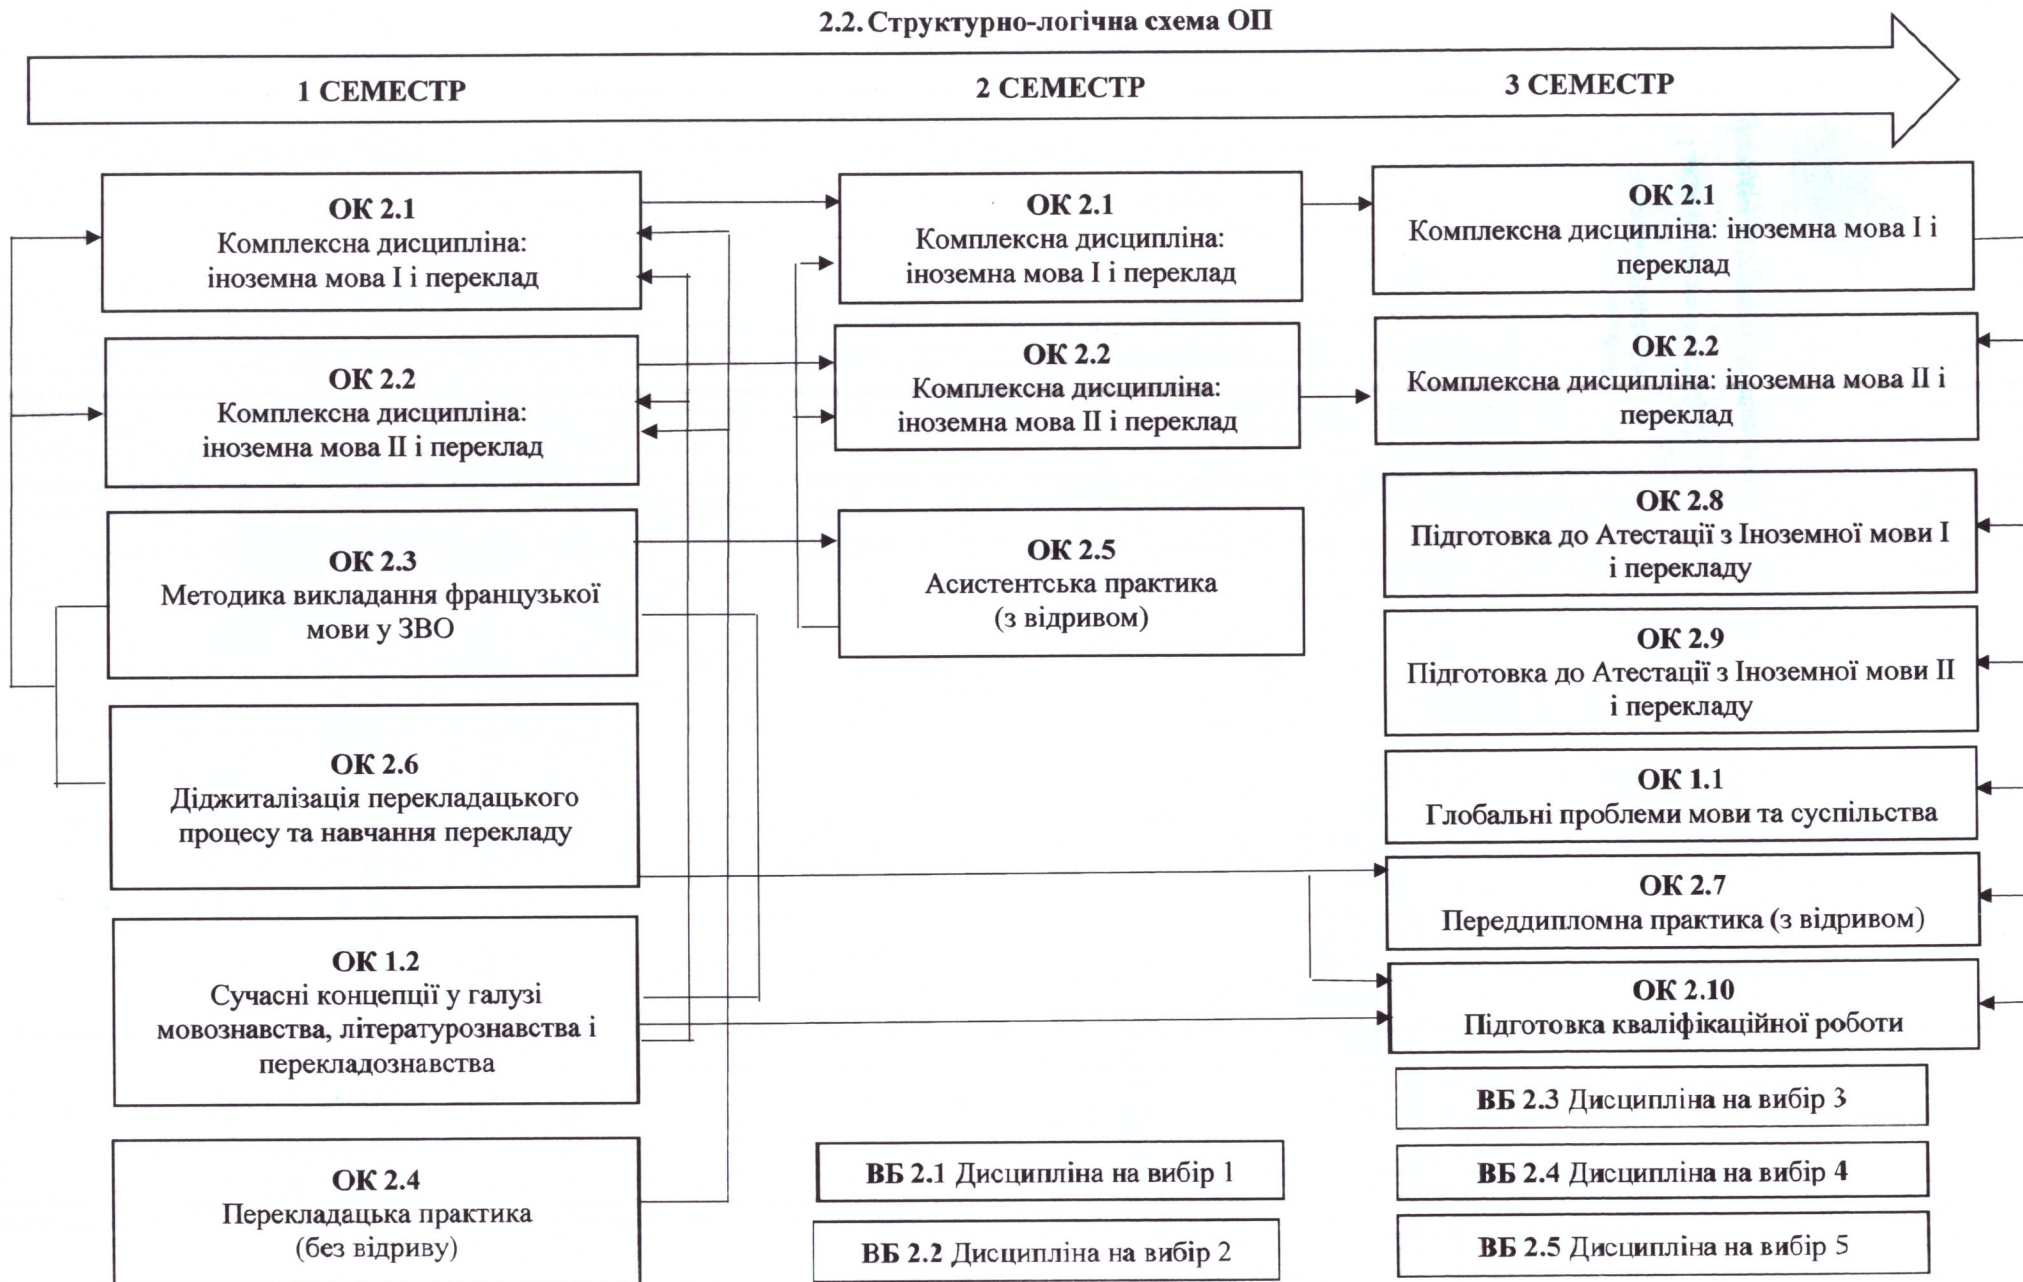 2.2. Структурно-логічна схема ОП
1 СЕМЕСТР
2 СЕМЕСТР
3 СЕМЕСТР
ОК 2.1
Комплексна дисципліна:
іноземна мова I і переклад
ОК 2.2
Комплексна дисципліна:
іноземна мова II і переклад
ОК 2.3
Методика викладання французької
мови у ЗВО
ОК 2.6
Діджиталізація перекладацького
процесу та навчання перекладу
ОК 1.2
Сучасні концепції у галузі
мовознавства, літературознавства і
перекладознавства
ОК 2.4
Перекладацька практика
(без відриву)
ОК 2.1
Комплексна дисципліна:
іноземна мова I і переклад
ОК 2.2
Комплексна дисципліна:
іноземна мова II і переклад
ОК 2.5
Асистентська практика
(з відривом)
ВБ 2.1 Дисципліна на вибір 1
ВБ 2.2 Дисципліна на вибір 2
ОК 2.1
Комплексна дисципліна: іноземна мова I і
переклад
ОК 2.2
Комплексна дисципліна: іноземна мова II і
переклад
ОК 2.8
Підготовка до Атестації з Іноземної мови I
і перекладу
ОК 2.9
Підготовка до Атестації з Іноземної мови II
і перекладу
ОК 1.1
Глобальні проблеми мови та суспільства
ОК 2.7
Переддипломна практика (з відривом)
ОК 2.10
Підготовка кваліфікаційної роботи
ВБ 2.3 Дисципліна на вибір 3
ВБ 2.4 Дисципліна на вибір 4
ВБ 2.5 Дисципліна на вибір 5